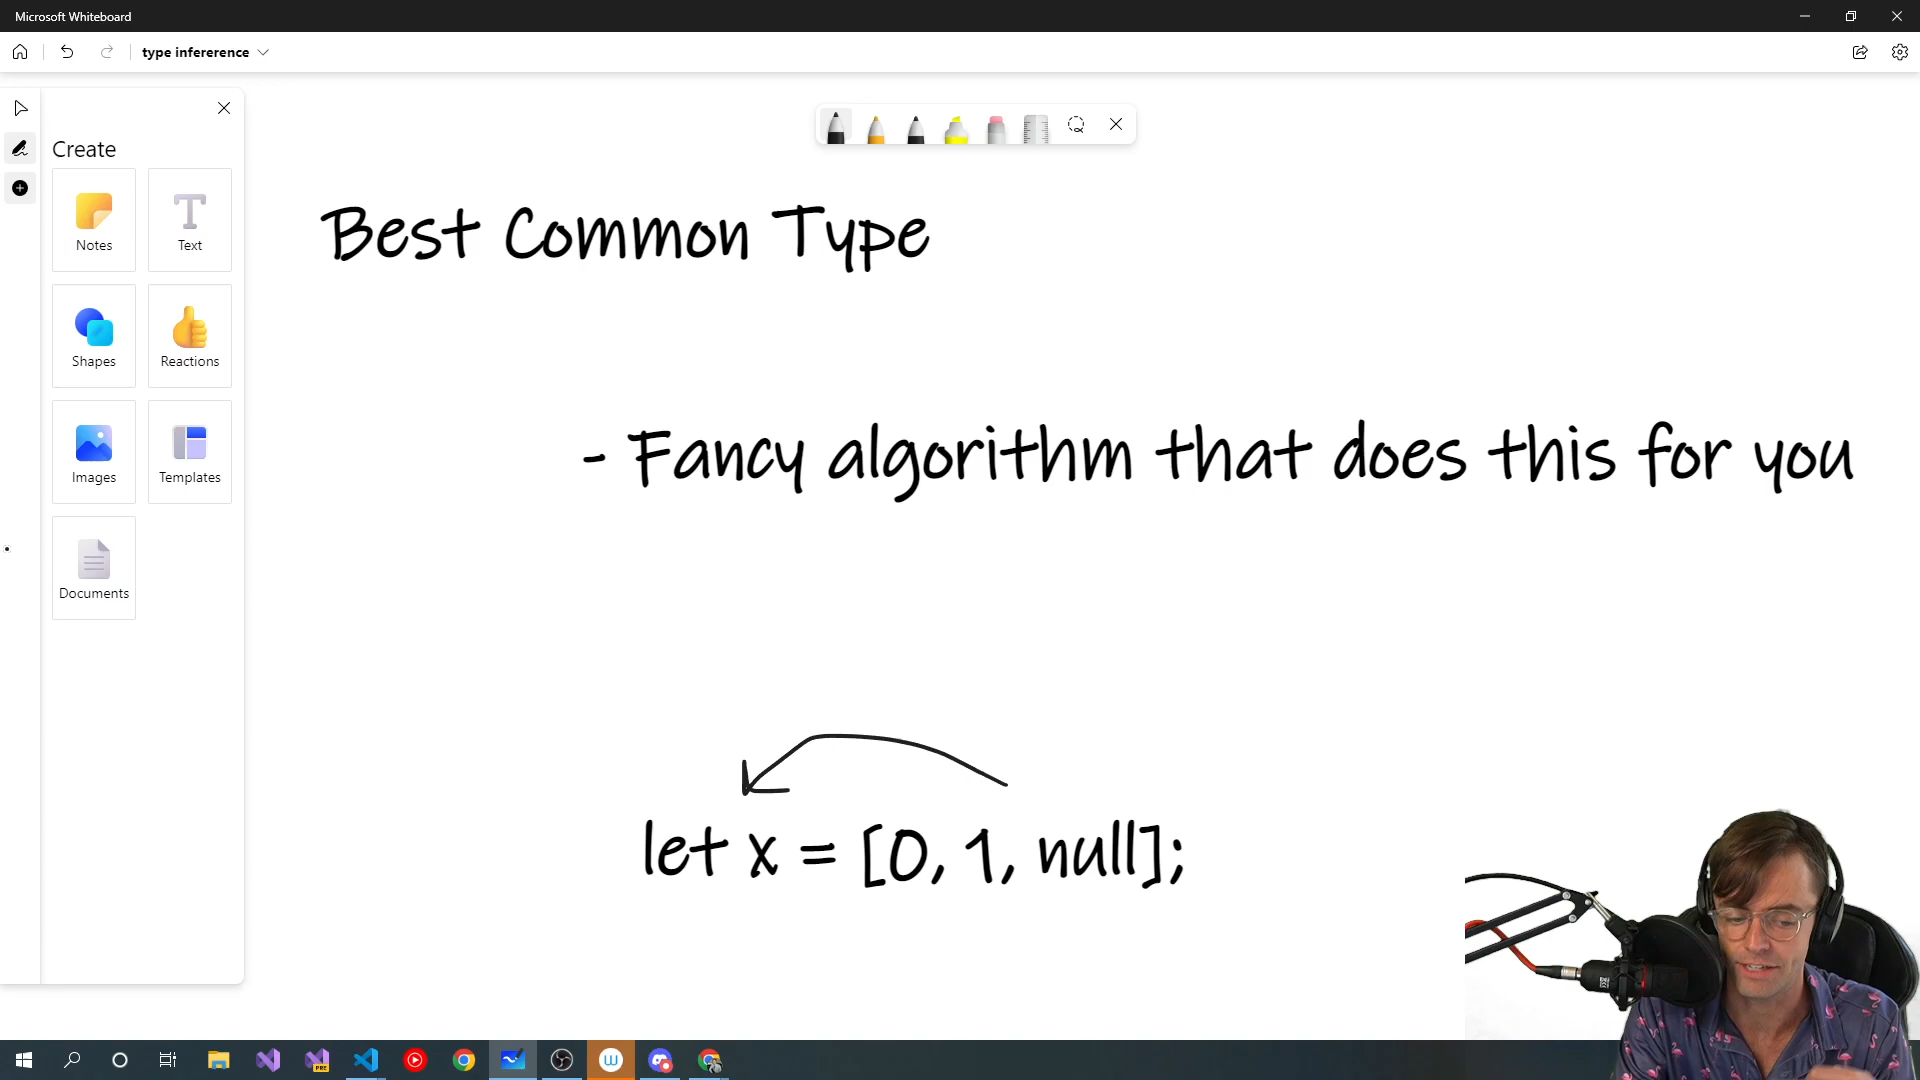 Microsoft Whiteboard
type infererence
Create
Notes
Text
Best Common Type
Shapes
Reactions
- Fancy algorithm that does this for you
Images
Templates
Documents
let x = [0, 1, null];
PRE